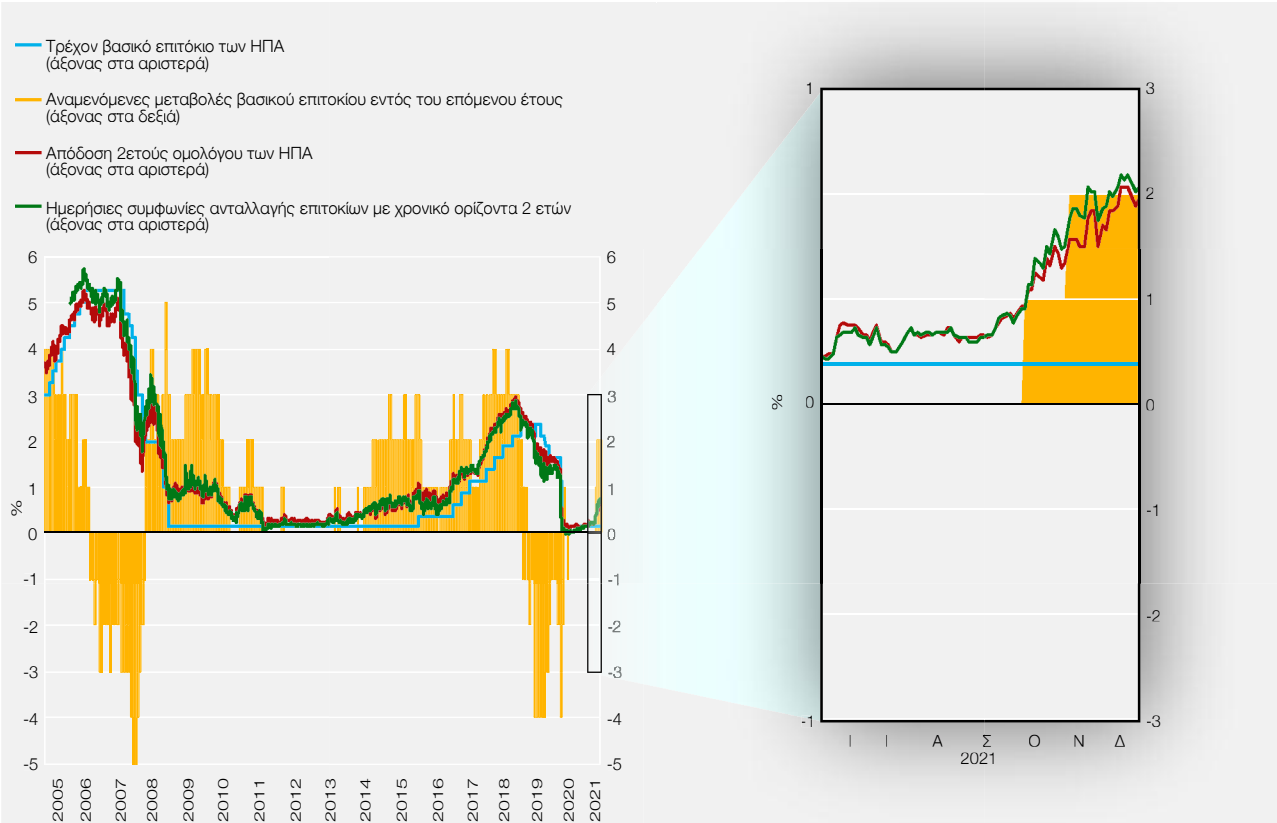 Τρέχον βασικό επιτόκιο των ΗΠΑ
(άξονας στα αριστερά)
Αναμενόμενες μεταβολές βασικού επιτοκίου εντός του επόμενου έτους
(άξονας στα δεξιά)
Απόδοση 2ετούς ομολόγου των ΗΠΑ
(άξονας στα αριστερά)
Ημερήσιες συμφωνίες ανταλλαγής επιτοκίων με χρονικό ορίζοντα 2 ετών
(άξονας στα αριστερά)
6 6
5 5
4 4
3 3
2 2
1 1
%
0 0
-1 -1
-2 -2
-3 -3
-4 -4
-5 -5
2005 2006 2007 2008 2009 2010 2011 2012 2013 2014 2015 2016 2017 2018 2019 2020 2021
1 3
2
1
%
0 0
-1
-2
-1 -3
Ι Ι Α Σ Ο Ν Δ
2021